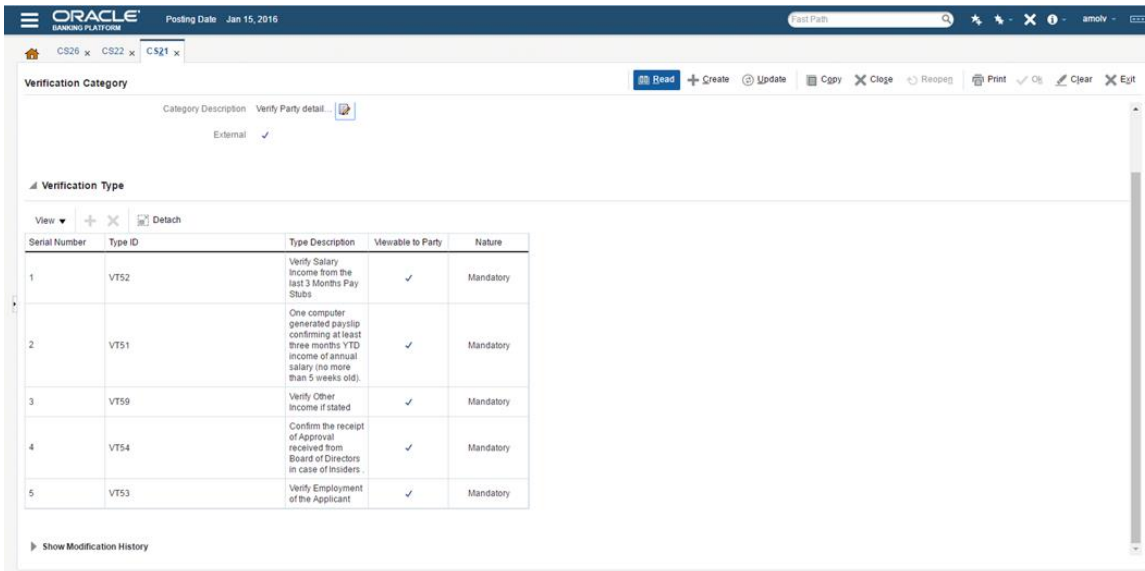 ORACLE
BANKING PLATFORM
Posting Date Jan 15, 2016
Fast Path
amolv
CS26 x CS22 x CS21 x
Verification Category
Read Create Update Copy Close Reopen Print Ok Clear Exit
Category Description Verify Party detail...
External
Verification Type
View Detach
Serial Number Type ID Type Description Viewable to Party Nature
1 VT52 Verify Salary
Income from the
last 3 Months Pay
Stubs
Mandatory
2 VT51 One computer
generated payslip
confirming at least
three months YTD
income of annual
salary (no more
than 5 weeks old).
Mandatory
3 VT59 Verify Other
Income if stated
Mandatory
4 VT54 Confirm the receipt
of Approval
received from
Board of Directors
in case of Insiders .
Mandatory
5 VT53 Verify Employment
of the Applicant
Mandatory
Show Modification History